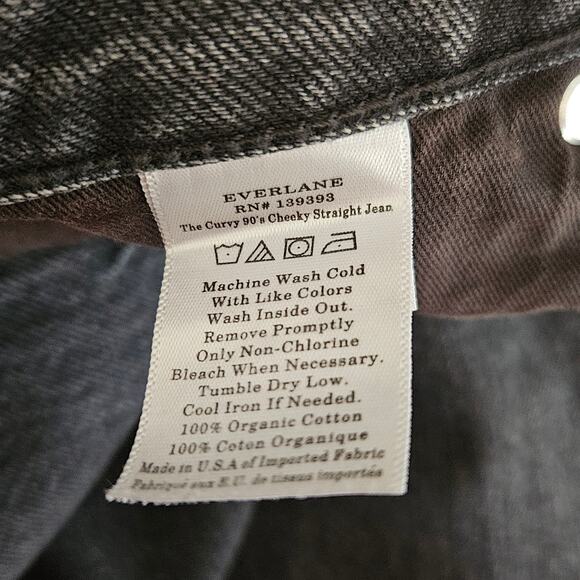 EVERLANE
RN# 139393
The Curvy 90's Cheeky Straight Jean
Machine Wash Cold
With Like Colors
Wash Inside Out.
Remove Promptly
Only Non-Chlorine
Bleach When Necessary.
Tumble Dry Low.
Cool Iron If Needed.
100% Organic Cotton
100% Coton Organique
Made in U.S.A of Imported Fabric
Fabriqué aux E.U. de tissus importés